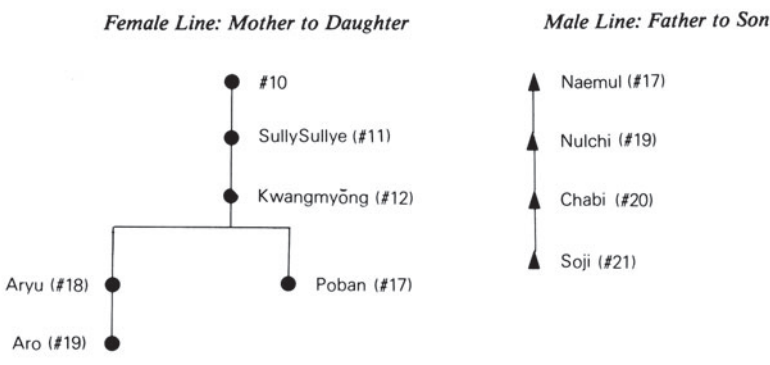 Female Line: Mother to Daughter
Male Line: Father to Son
#10
SullySullye (#11)
Kwangmyŏng (#12)
Aryu (#18)
Poban (#17)
Aro (#19)
Naemul (#17)
Nulchi (#19)
Chabi (#20)
Soji (#21)